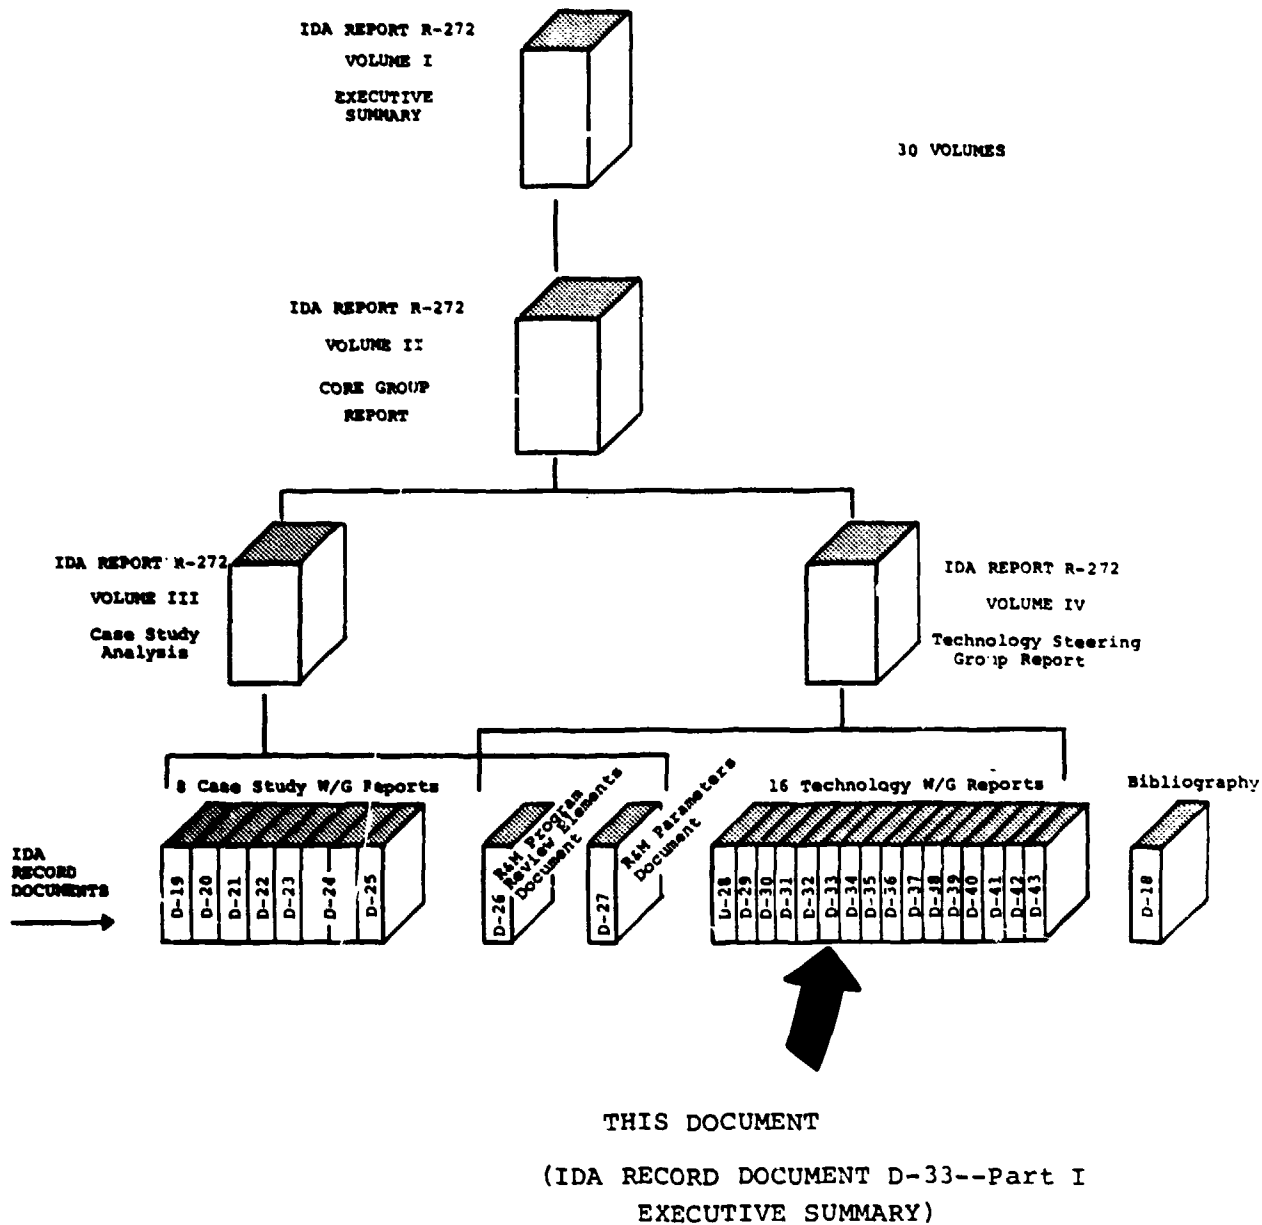 IDA REPORT R-272
VOLUME I
EXECUTIVE
SUMMARY
30 VOLUMES
IDA REPORT R-272
VOLUME II
CORE GROUP
REPORT
IDA REPORT R-272
VOLUME III
Case Study
Analysis
IDA REPORT R-272
VOLUME IV
Technology Steering
Group Report
8 Case Study W/G Reports
R&M Program
Review Elements
Document
R&M Parameters
Document
16 Technology W/G Reports
Bibliography
IDA
RECORD
DOCUMENTS
D-19
D-20
D-21
D-22
D-23
D-24
D-25
D-26
D-27
D-28
D-29
D-30
D-31
D-32
D-33
D-34
D-35
D-36
D-37
D-38
D-39
D-40
D-41
D-42
D-43
D-18
THIS DOCUMENT
(IDA RECORD DOCUMENT D-33--Part I
EXECUTIVE SUMMARY)